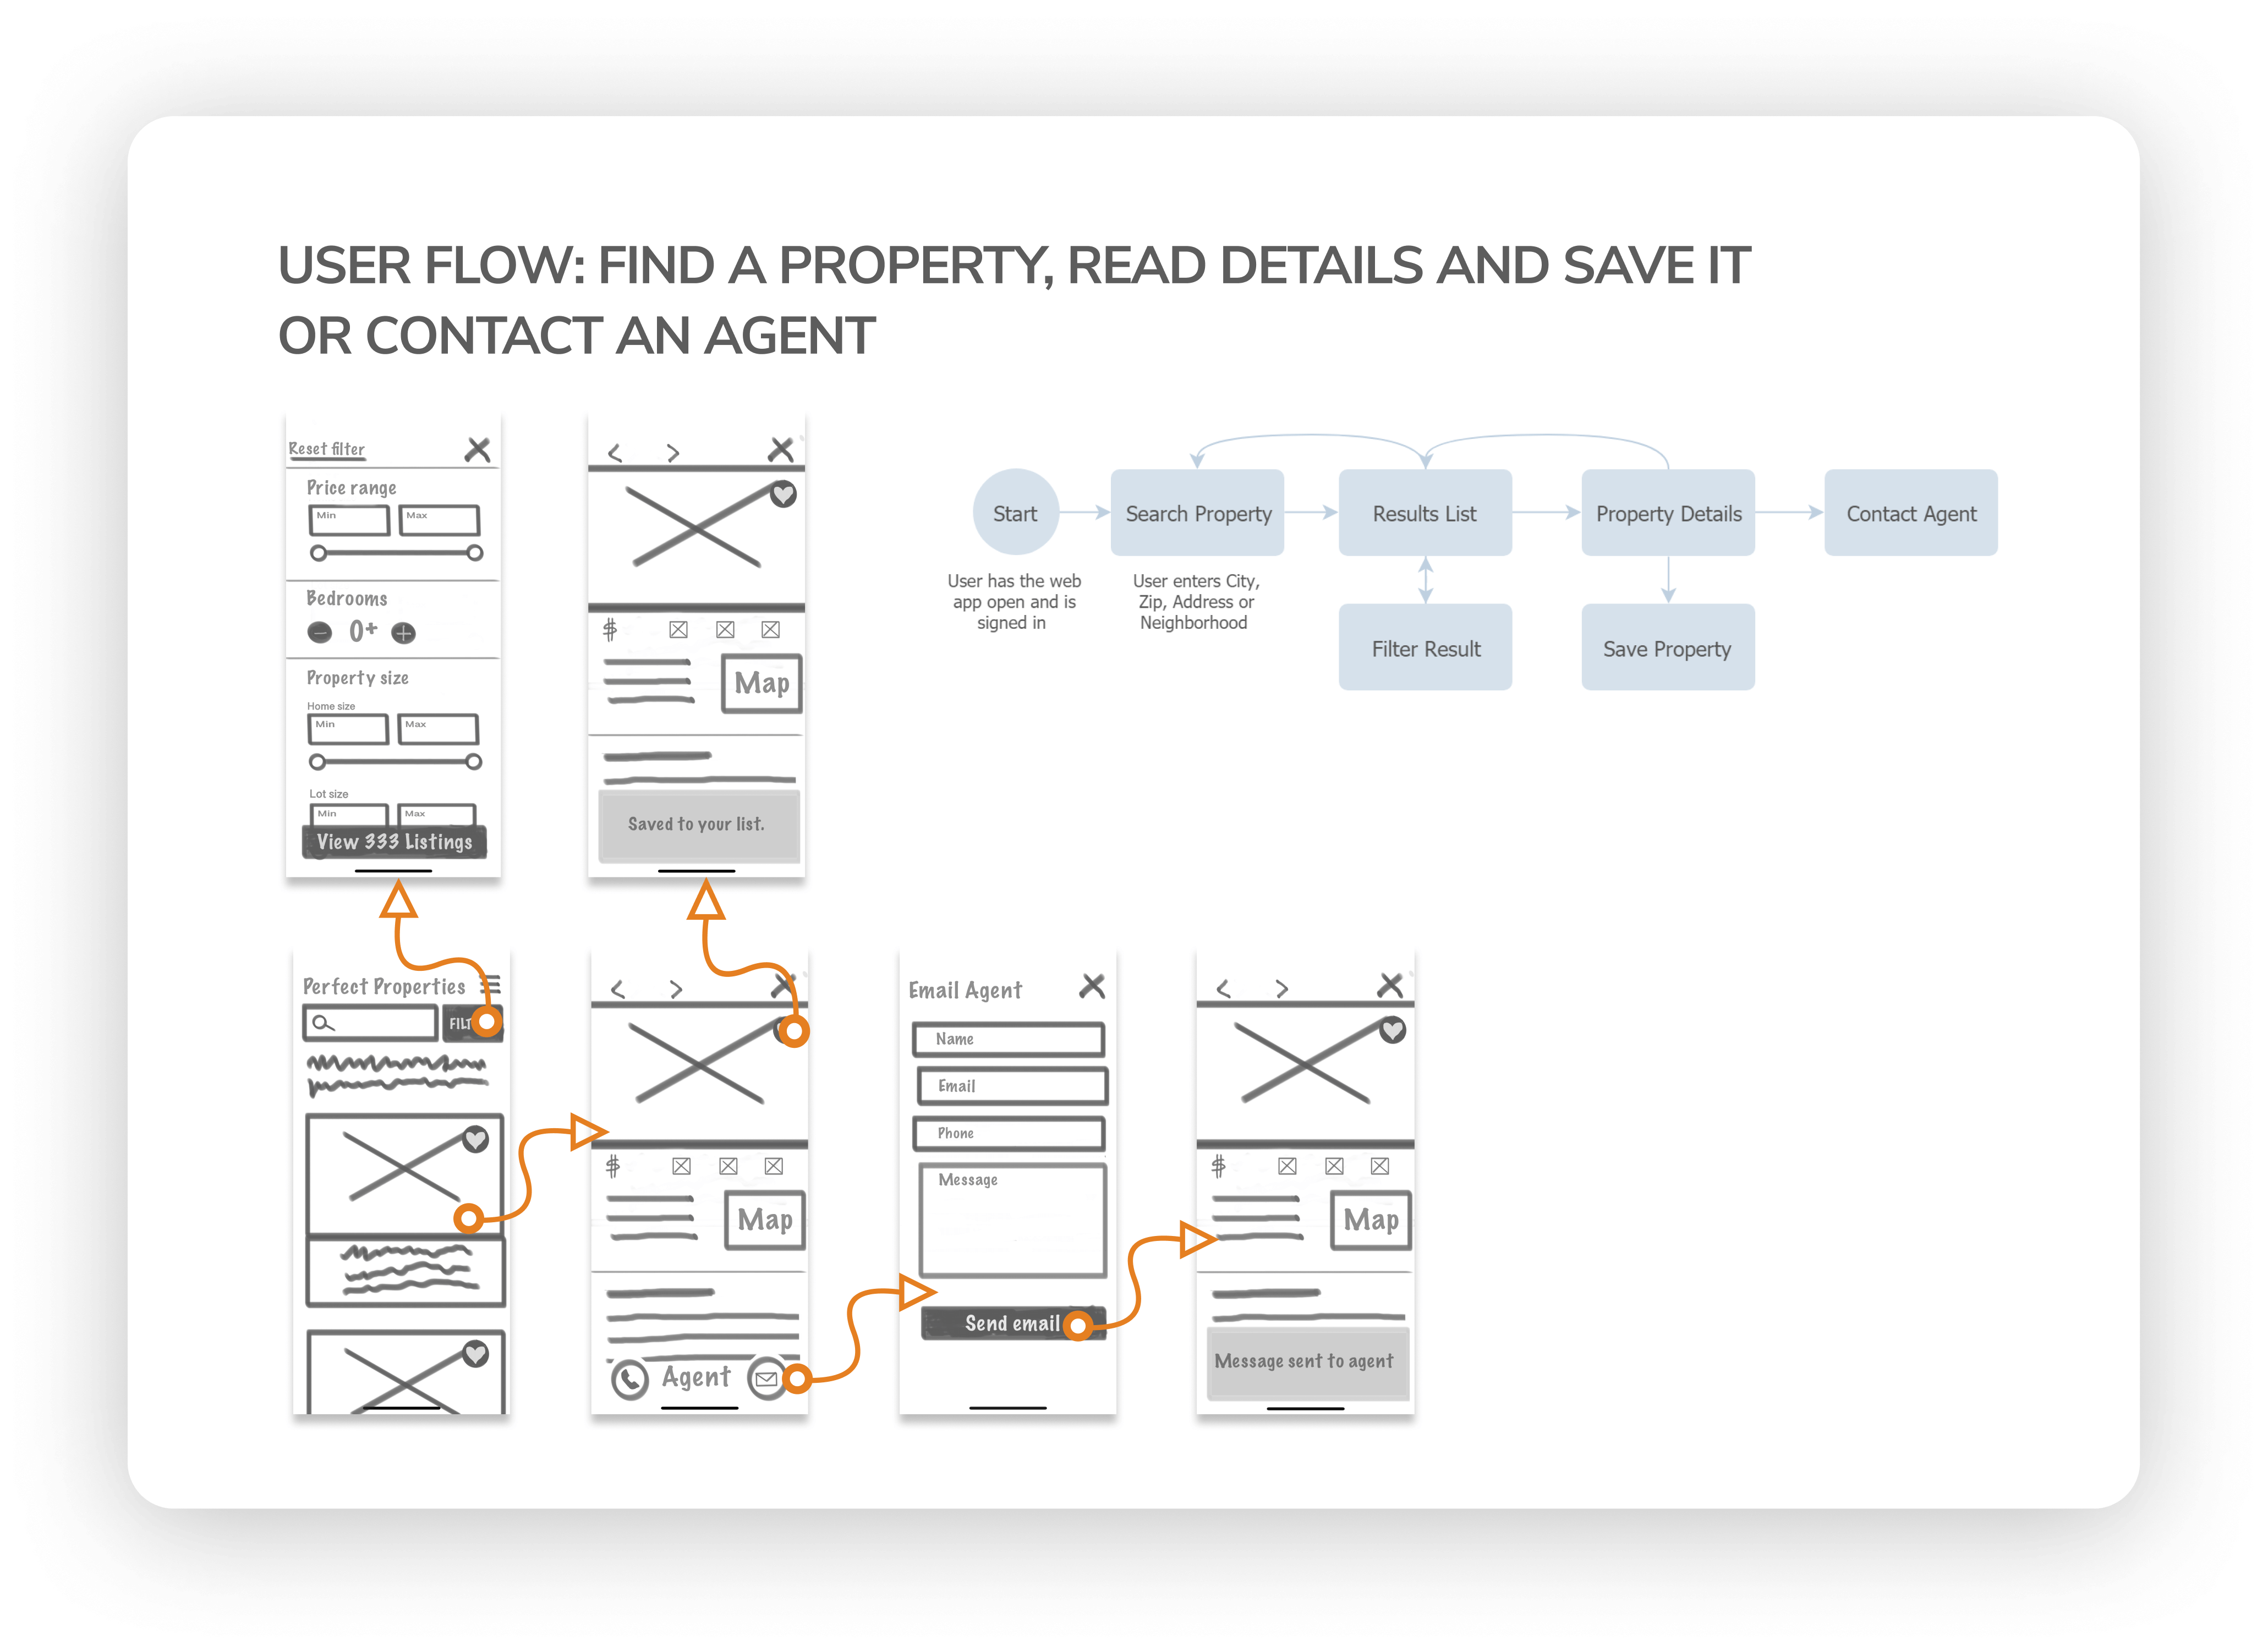 USER FLOW: FIND A PROPERTY, READ DETAILS AND SAVE IT
OR CONTACT AN AGENT
Reset filter
Price range
Min
Max
Bedrooms
0+
Property size
Home size
Min
Max
Lot size
Min
Max
View 333 Listings
$
Map
Saved to your list.
Start
Search Property
Results List
Property Details
Contact Agent
User has the web
app open and is
signed in
User enters City,
Zip, Address or
Neighborhood
Filter Result
Save Property
Perfect Properties
FILT
$
Map
Agent
Email Agent
Name
Email
Phone
Message
Send email
$
Map
Message sent to agent